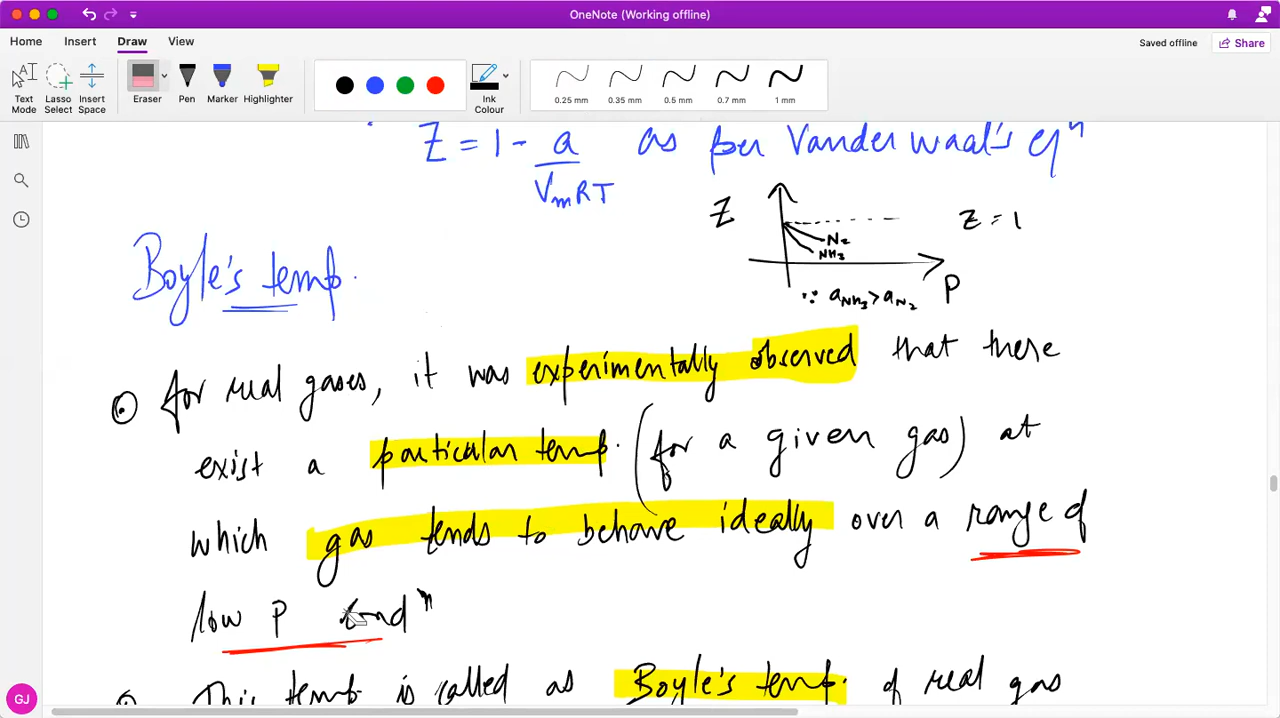 OneNote (Working offline)
Home Insert Draw View
Saved offline
Share
Text Mode
Lasso Select
Insert Space
Eraser
Pen
Marker
Highlighter
Ink Colour
0.25 mm
0.35 mm
0.5 mm
0.7 mm
1 mm
Z = 1 - a/VmRT as per Vander waal's eqⁿ
Z
Z = 1
N2
NH3
P
∵ aNH3 > aN2
Boyle's temp.
for real gases, it was experimentally observed that there
exist a particular temp. (for a given gas) at
which gas tends to behave ideally over a range of
low P condⁿ
This temp. is called as Boyle's temp. of real gas
GJ